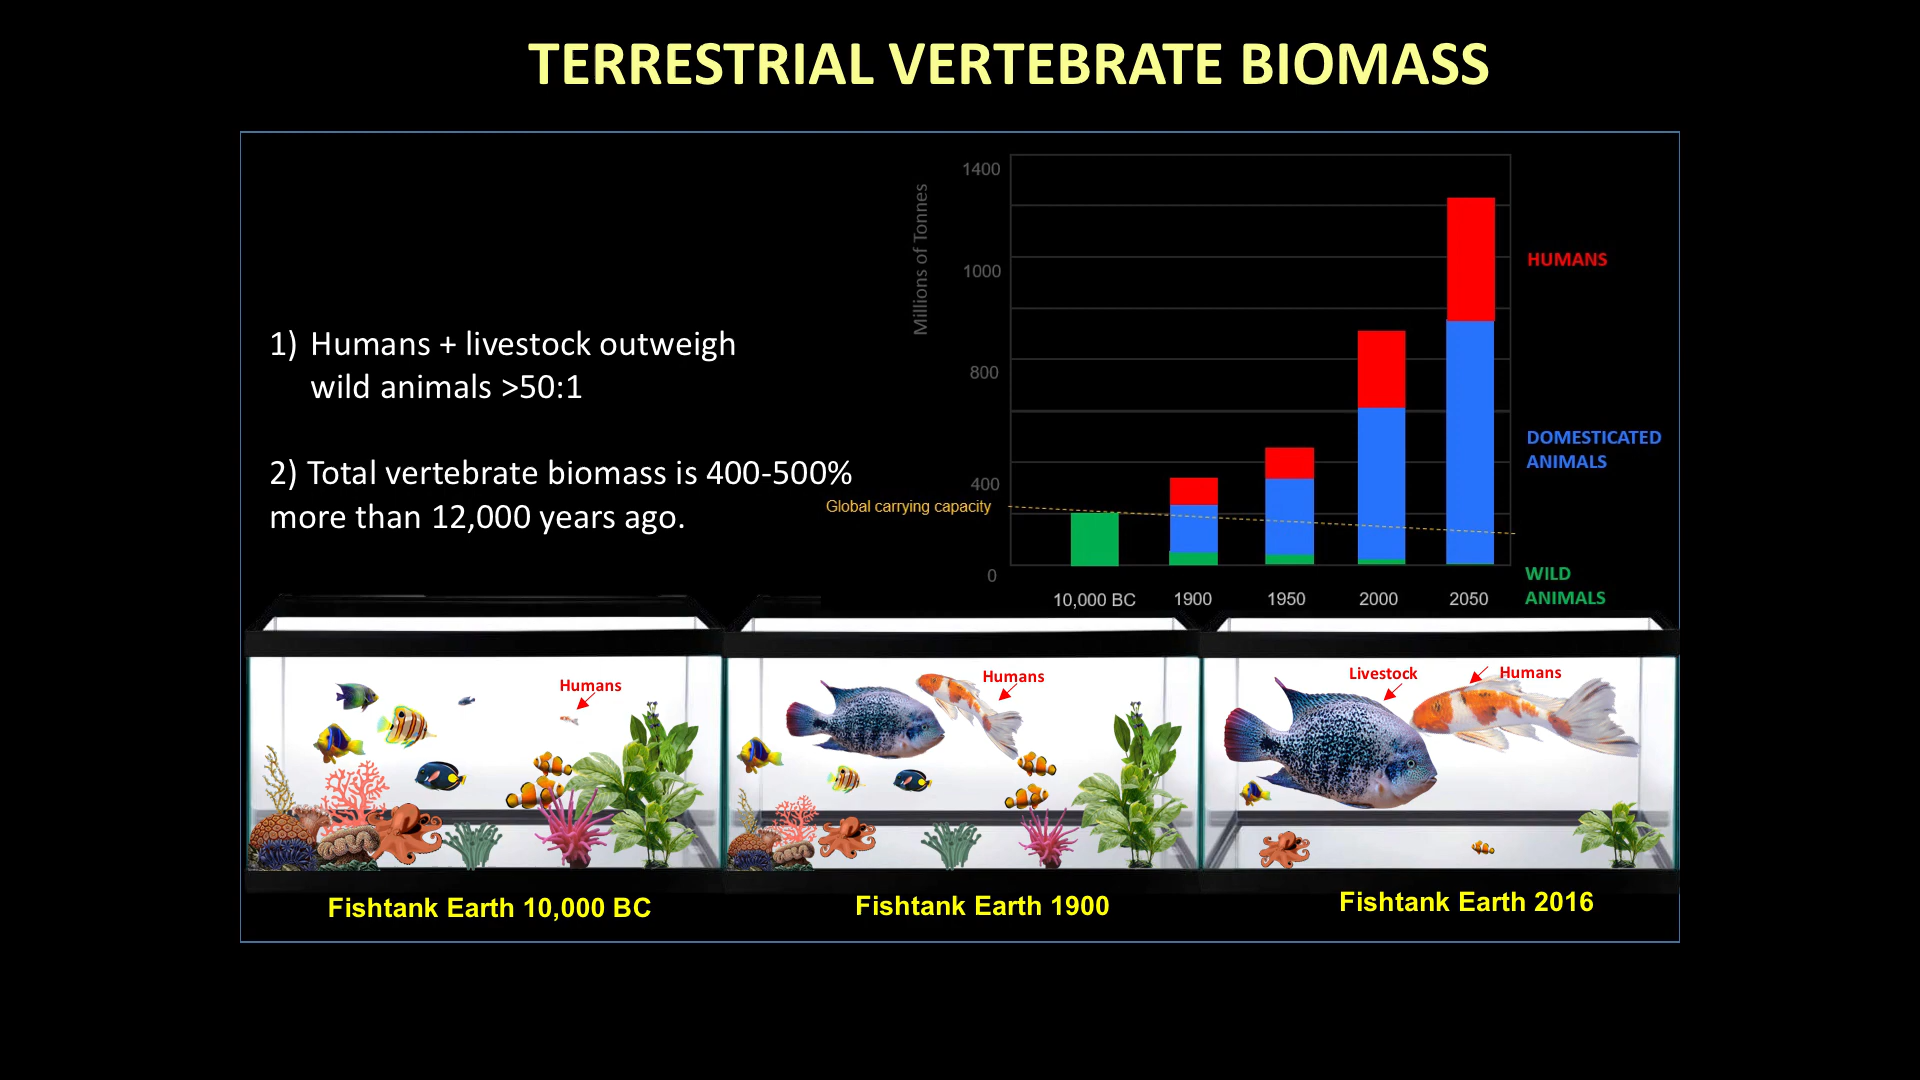 TERRESTRIAL VERTEBRATE BIOMASS
1) Humans + livestock outweigh
wild animals >50:1
2) Total vertebrate biomass is 400-500%
more than 12,000 years ago.
Millions of Tonnes
1400
1000
800
400
0
Global carrying capacity
10,000 BC
1900
1950
2000
2050
HUMANS
DOMESTICATED
ANIMALS
WILD
ANIMALS
Humans
Humans
Livestock
Humans
Fishtank Earth 10,000 BC
Fishtank Earth 1900
Fishtank Earth 2016